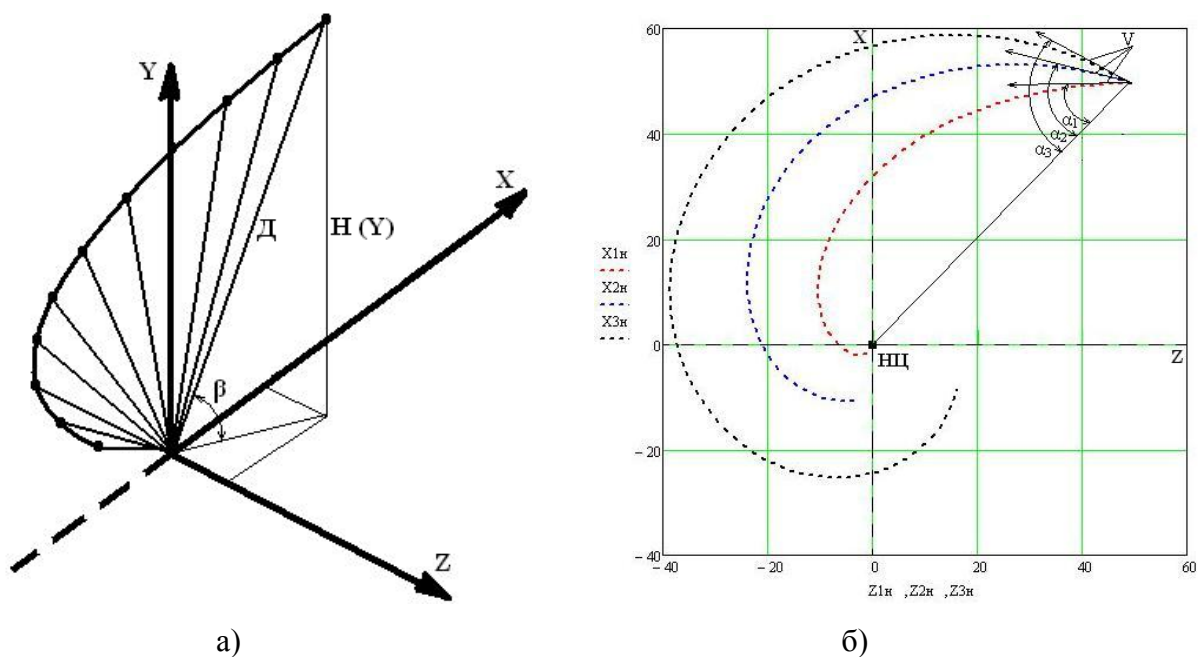 Y
X
Д
Н (Y)
β
Z
а)
60
X
V
α1
α2
α3
40
20
X1н
X2н
X3н
0
НЦ
Z
− 20
− 40
− 40
− 20
0
20
40
60
Z1н ,Z2н ,Z3н
б)